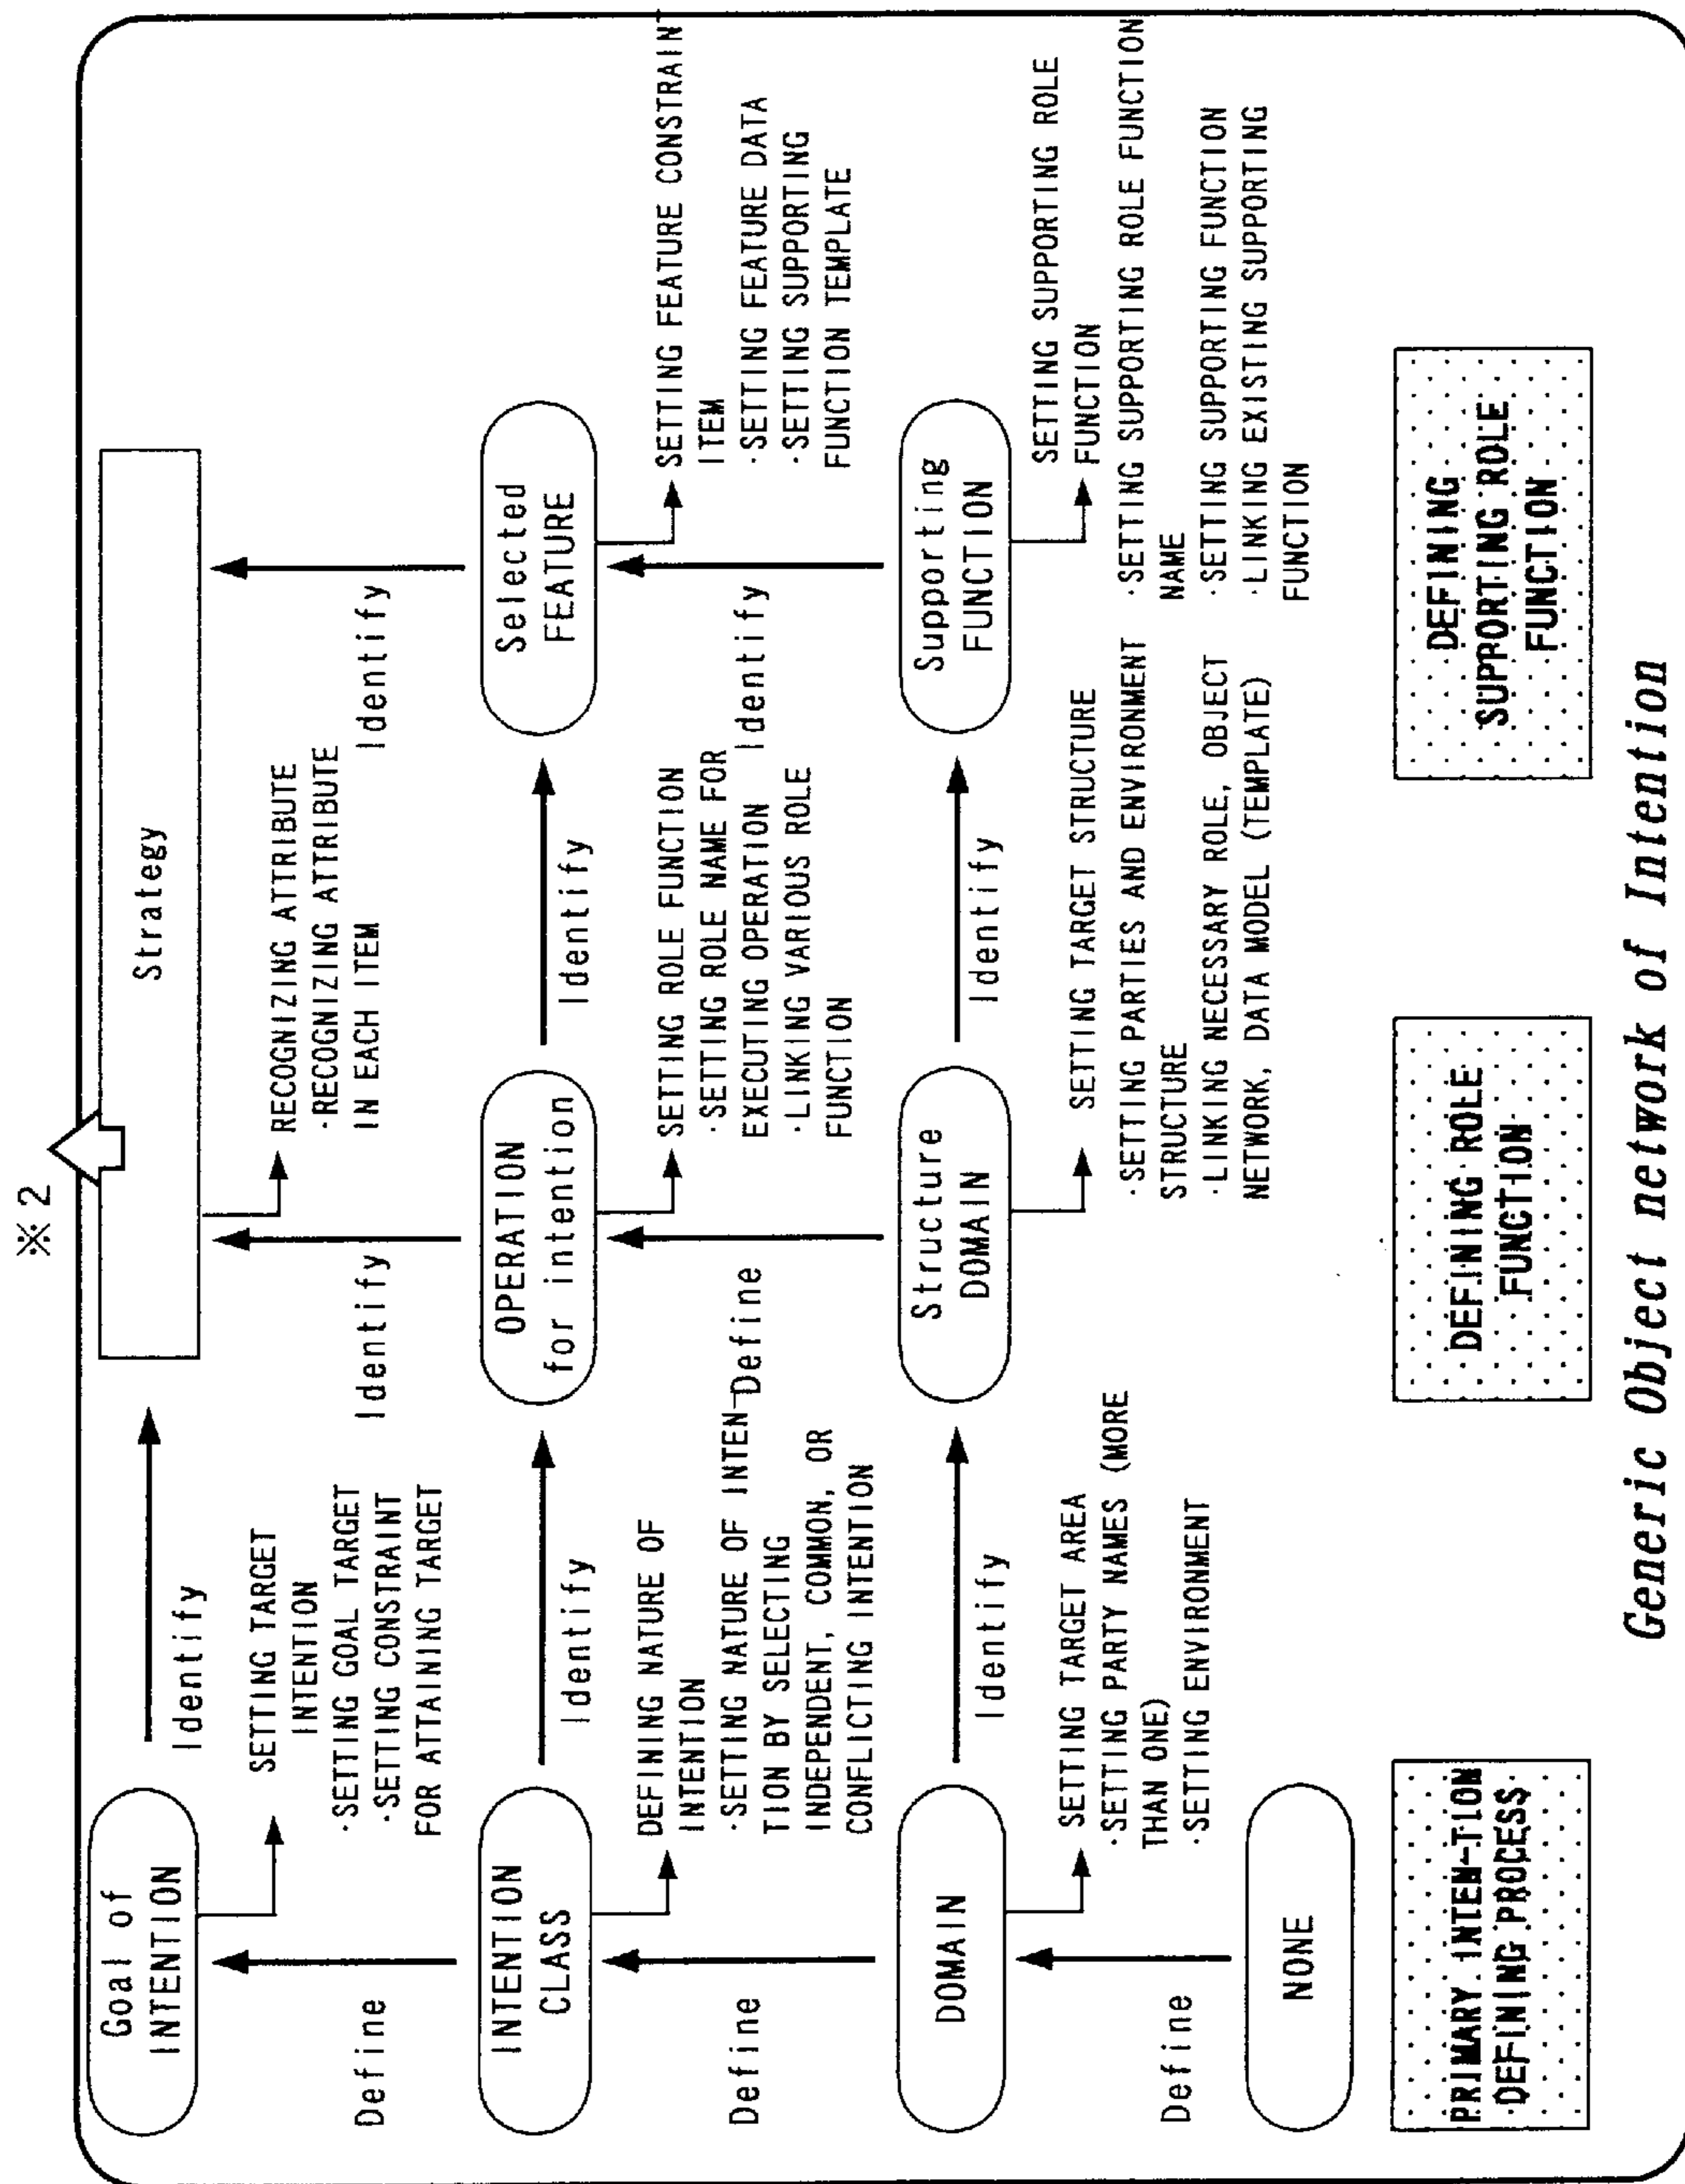 ※2
Goal of
INTENTION
SETTING TARGET
INTENTION
·SETTING GOAL TARGET
·SETTING CONSTRAINT
FOR ATTAINING TARGET
Identify
Strategy
RECOGNIZING ATTRIBUTE
·RECOGNIZING ATTRIBUTE
IN EACH ITEM
Define
Identify
Identify
INTENTION
CLASS
DEFINING NATURE OF
INTENTION
·SETTING NATURE OF INTEN-
TION BY SELECTING
INDEPENDENT, COMMON, OR
CONFLICTING INTENTION
Identify
OPERATION
for intention
SETTING ROLE FUNCTION
·SETTING ROLE NAME FOR
EXECUTING OPERATION
·LINKING VARIOUS ROLE
FUNCTION
Identify
Selected
FEATURE
SETTING FEATURE CONSTRAINT
ITEM
·SETTING FEATURE DATA
·SETTING SUPPORTING
FUNCTION TEMPLATE
Define
Define
Identify
DOMAIN
SETTING TARGET AREA
·SETTING PARTY NAMES (MORE
THAN ONE)
·SETTING ENVIRONMENT
Identify
Structure
DOMAIN
SETTING TARGET STRUCTURE
·SETTING PARTIES AND ENVIRONMENT
STRUCTURE
·LINKING NECESSARY ROLE, OBJECT
NETWORK, DATA MODEL (TEMPLATE)
Identify
Supporting
FUNCTION
SETTING SUPPORTING ROLE
FUNCTION
·SETTING SUPPORTING ROLE FUNCTION
NAME
·SETTING SUPPORTING FUNCTION
·LINKING EXISTING SUPPORTING
FUNCTION
Define
NONE
PRIMARY INTEN-TION
DEFINING PROCESS
DEFINING ROLE
FUNCTION
DEFINING
SUPPORTING ROLE
FUNCTION
Generic Object network of Intention